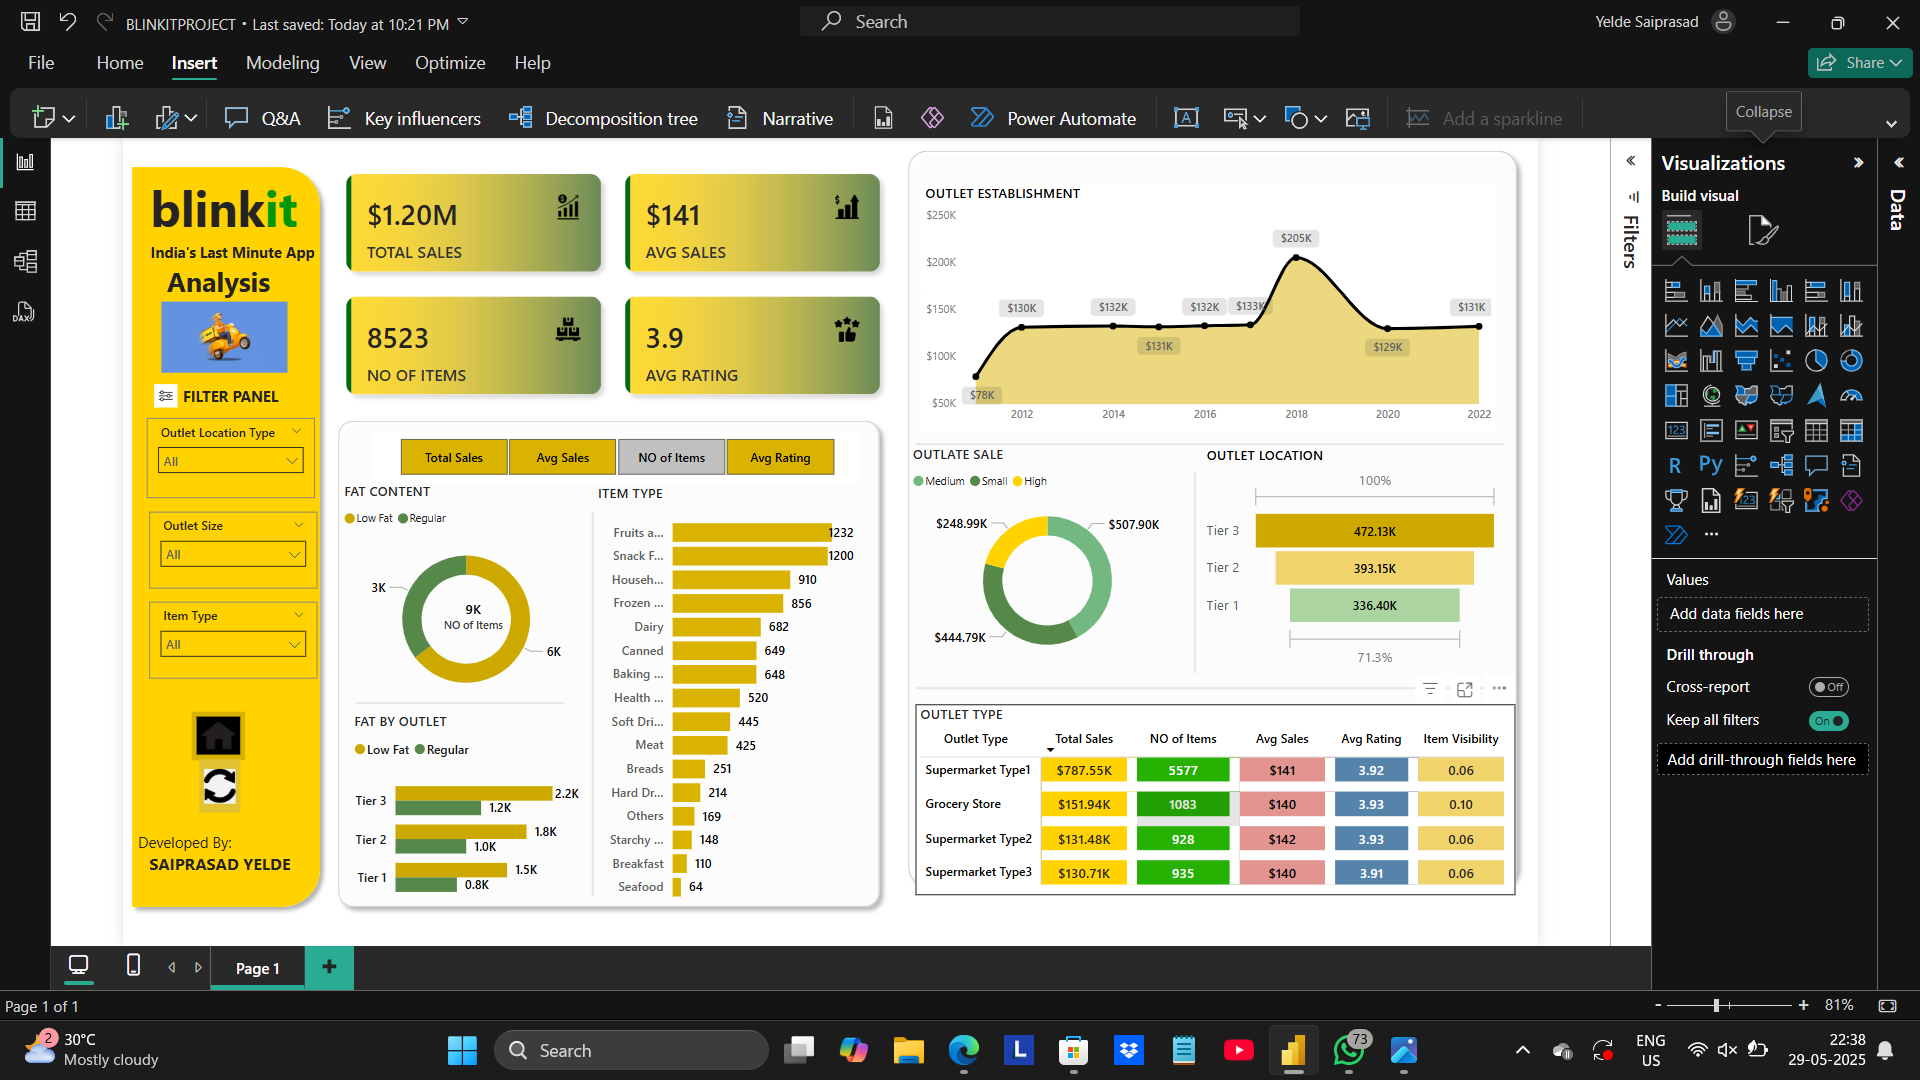 BLINKITPROJECT • Last saved: Today at 10:21 PM
Search
Yelde Saiprasad
File
Home
Insert
Modeling
View
Optimize
Help
Share
Q&A
Key influencers
Decomposition tree
Narrative
Power Automate
Add a sparkline
Collapse
blinkit
India's Last Minute App
Analysis
FILTER PANEL
Outlet Location Type
All
Outlet Size
All
Item Type
All
Developed By:
SAIPRASAD YELDE
$1.20M
TOTAL SALES
$141
AVG SALES
8523
NO OF ITEMS
3.9
AVG RATING
Total Sales
Avg Sales
NO of Items
Avg Rating
FAT CONTENT
Low Fat
Regular
3K
9K
NO of Items
6K
FAT BY OUTLET
Low Fat
Regular
Tier 3
2.2K
1.2K
Tier 2
1.8K
1.0K
Tier 1
1.5K
0.8K
ITEM TYPE
Fruits a... 1232
Snack F... 1200
Househ... 910
Frozen ... 856
Dairy 682
Canned 649
Baking ... 648
Health ... 520
Soft Dri... 445
Meat 425
Breads 251
Hard Dr... 214
Others 169
Starchy ... 148
Breakfast 110
Seafood 64
OUTLET ESTABLISHMENT
$250K
$200K
$150K
$100K
$50K
$78K
$130K
$132K
$131K
$132K
$133K
$205K
$129K
$131K
2012 2014 2016 2018 2020 2022
OUTLATE SALE
Medium
Small
High
$248.99K
$507.90K
$444.79K
OUTLET LOCATION
100%
Tier 3 472.13K
Tier 2 393.15K
Tier 1 336.40K
71.3%
OUTLET TYPE
Outlet Type Total Sales NO of Items Avg Sales Avg Rating Item Visibility
Supermarket Type1 $787.55K 5577 $141 3.92 0.06
Grocery Store $151.94K 1083 $140 3.93 0.10
Supermarket Type2 $131.48K 928 $142 3.93 0.06
Supermarket Type3 $130.71K 935 $140 3.91 0.06
Filters
Visualizations
Build visual
DAX
123
R
Py
123
Values
Add data fields here
Drill through
Cross-report
Off
Keep all filters
On
Add drill-through fields here
Data
Page 1
+
Page 1 of 1
- + 81%
2
30°C
Mostly cloudy
Search
L
73
ENG
US
22:38
29-05-2025